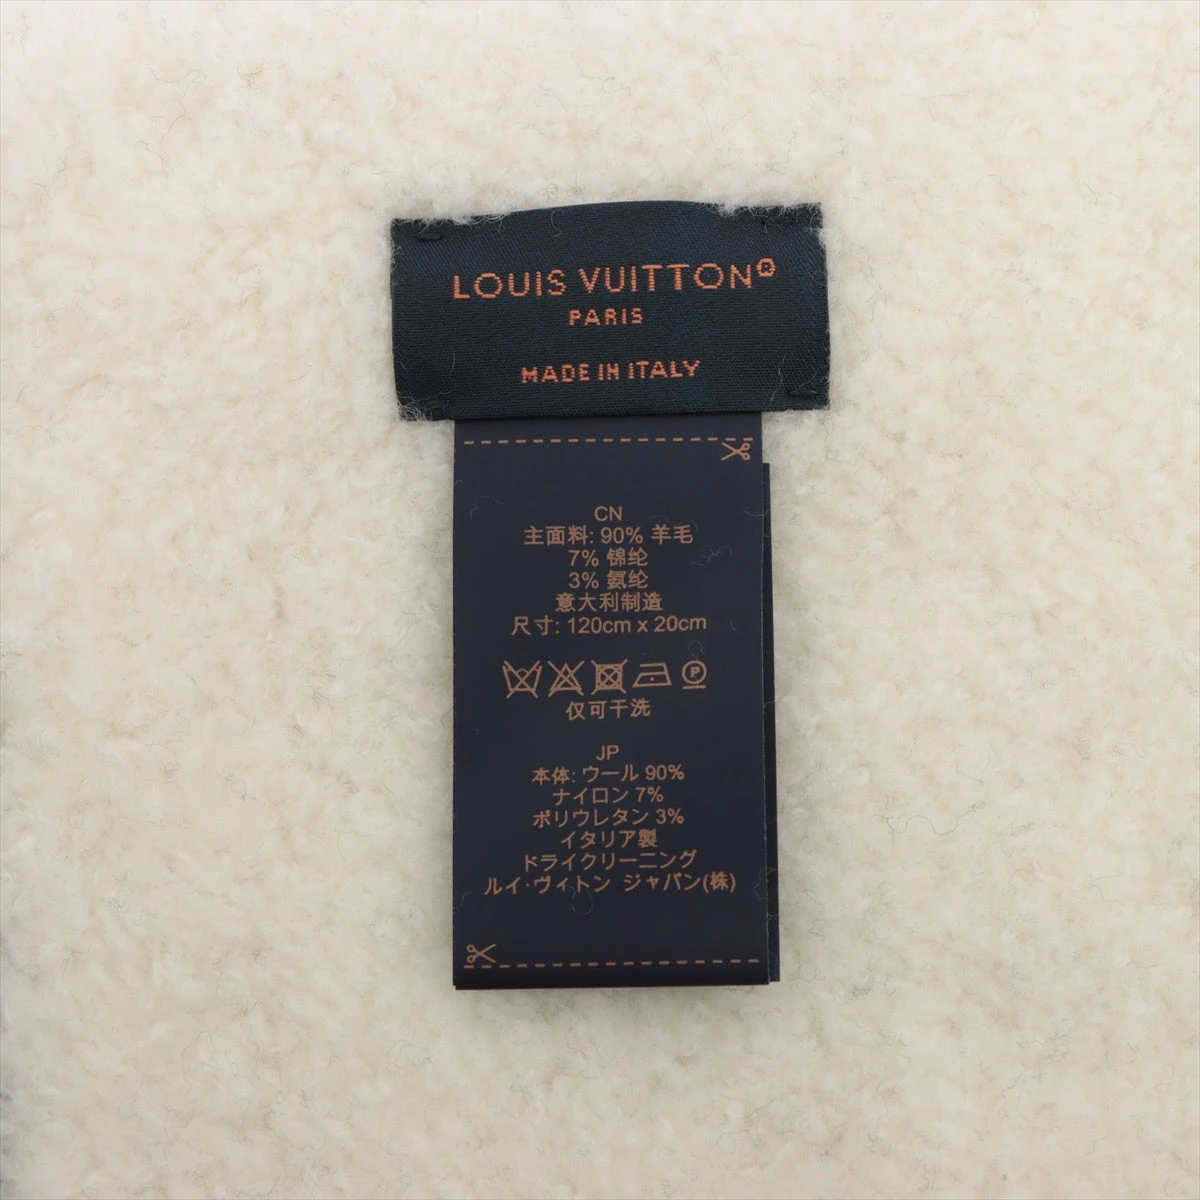 LOUIS VUITTON®
PARIS
MADE IN ITALY
CN
主面料: 90% 羊毛
7% 锦纶
3% 氨纶
意大利制造
尺寸: 120cm x 20cm
P
仅可干洗
JP
本体: ウール 90%
ナイロン 7%
ポリウレタン 3%
イタリア製
ドライクリーニング
ルイ･ヴィトン ジャパン(株)